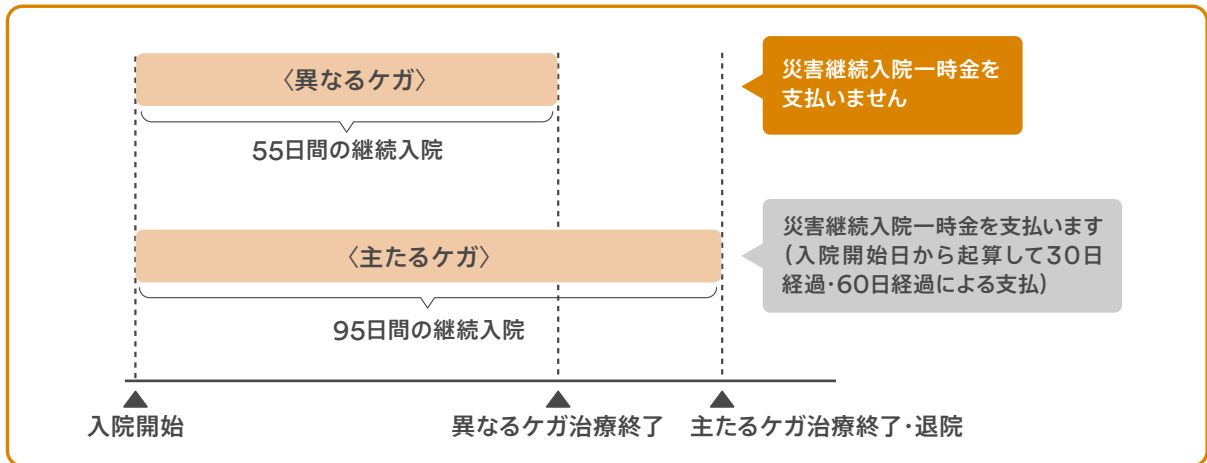 〈異なるケガ〉
災害継続入院一時金を
支払いません
55日間の継続入院
〈主たるケガ〉
災害継続入院一時金を支払います
(入院開始日から起算して30日
経過・60日経過による支払)
95日間の継続入院
入院開始
異なるケガ治療終了
主たるケガ治療終了・退院